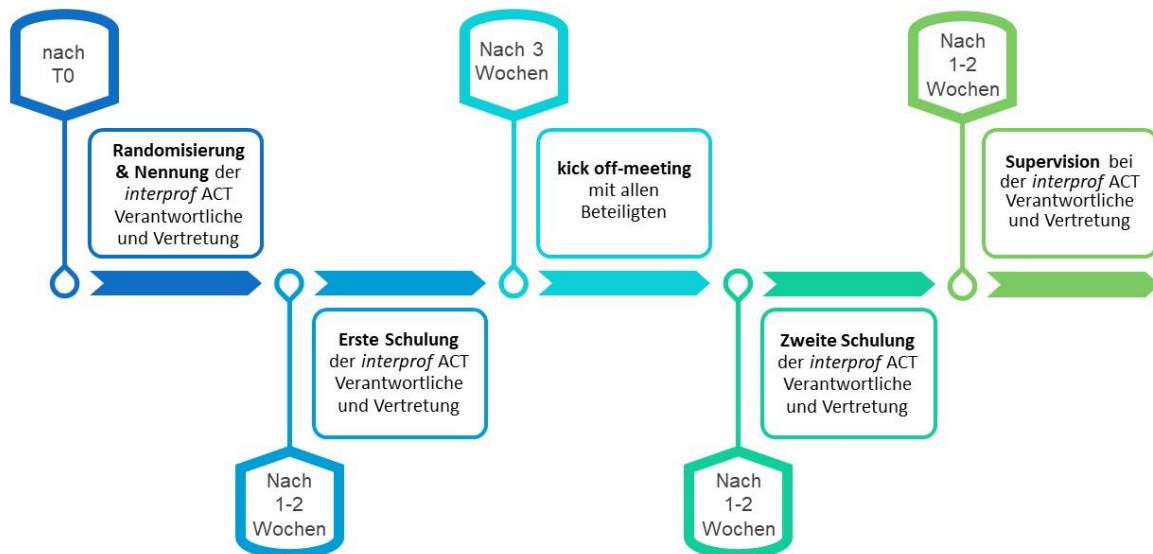 nach
T0
Randomisierung
& Nennung der
interprof ACT
Verantwortliche
und Vertretung
Nach
1-2
Wochen
Erste Schulung
der interprof ACT
Verantwortliche
und Vertretung
Nach 3
Wochen
kick off-meeting
mit allen
Beteiligten
Nach
1-2
Wochen
Zweite Schulung
der interprof ACT
Verantwortliche
und Vertretung
Nach
1-2
Wochen
Supervision bei
der interprof ACT
Verantwortliche
und Vertretung